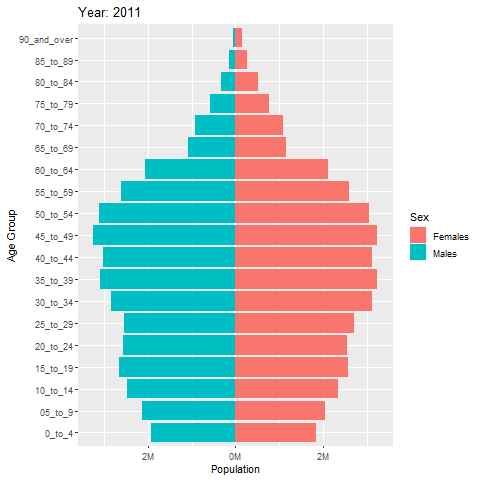 Year: 2011
90_and_over
85_to_89
80_to_84
75_to_79
70_to_74
65_to_69
60_to_64
55_to_59
50_to_54
45_to_49
40_to_44
35_to_39
30_to_34
25_to_29
20_to_24
15_to_19
10_to_14
05_to_9
0_to_4
Age Group
2M 0M 2M
Population
Sex
Females
Males